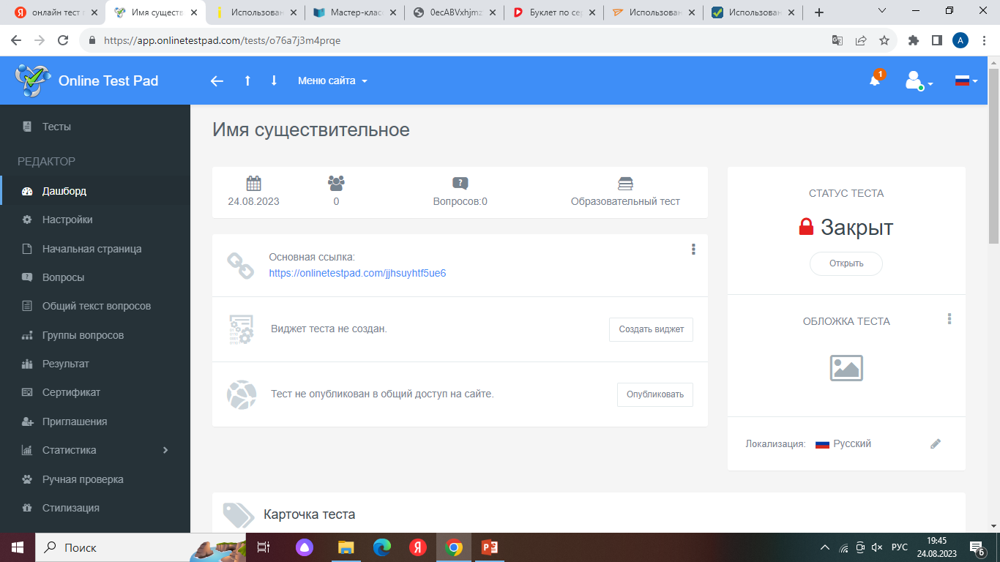 онлайн тест п
Имя существ
Использован
Мастер-клас
0ecABVxhjmz
Буклет по се
Использован
Использован
https://app.onlinetestpad.com/tests/o76a7j3m4prqe
A
Online Test Pad
Меню сайта
1
Тесты
РЕДАКТОР
Дашборд
Настройки
Начальная страница
Вопросы
Общий текст вопросов
Группы вопросов
Результат
Сертификат
Приглашения
Статистика
Ручная проверка
Стилизация
Имя существительное
24.08.2023
0
Вопросов:0
Образовательный тест
Основная ссылка:
https://onlinetestpad.com/jjhsuyhtf5ue6
Виджет теста не создан.
Создать виджет
Тест не опубликован в общий доступ на сайте.
Опубликовать
СТАТУС ТЕСТА
Закрыт
Открыть
ОБЛОЖКА ТЕСТА
Локализация:
Русский
Карточка теста
Поиск
РУС
19:45
24.08.2023
6